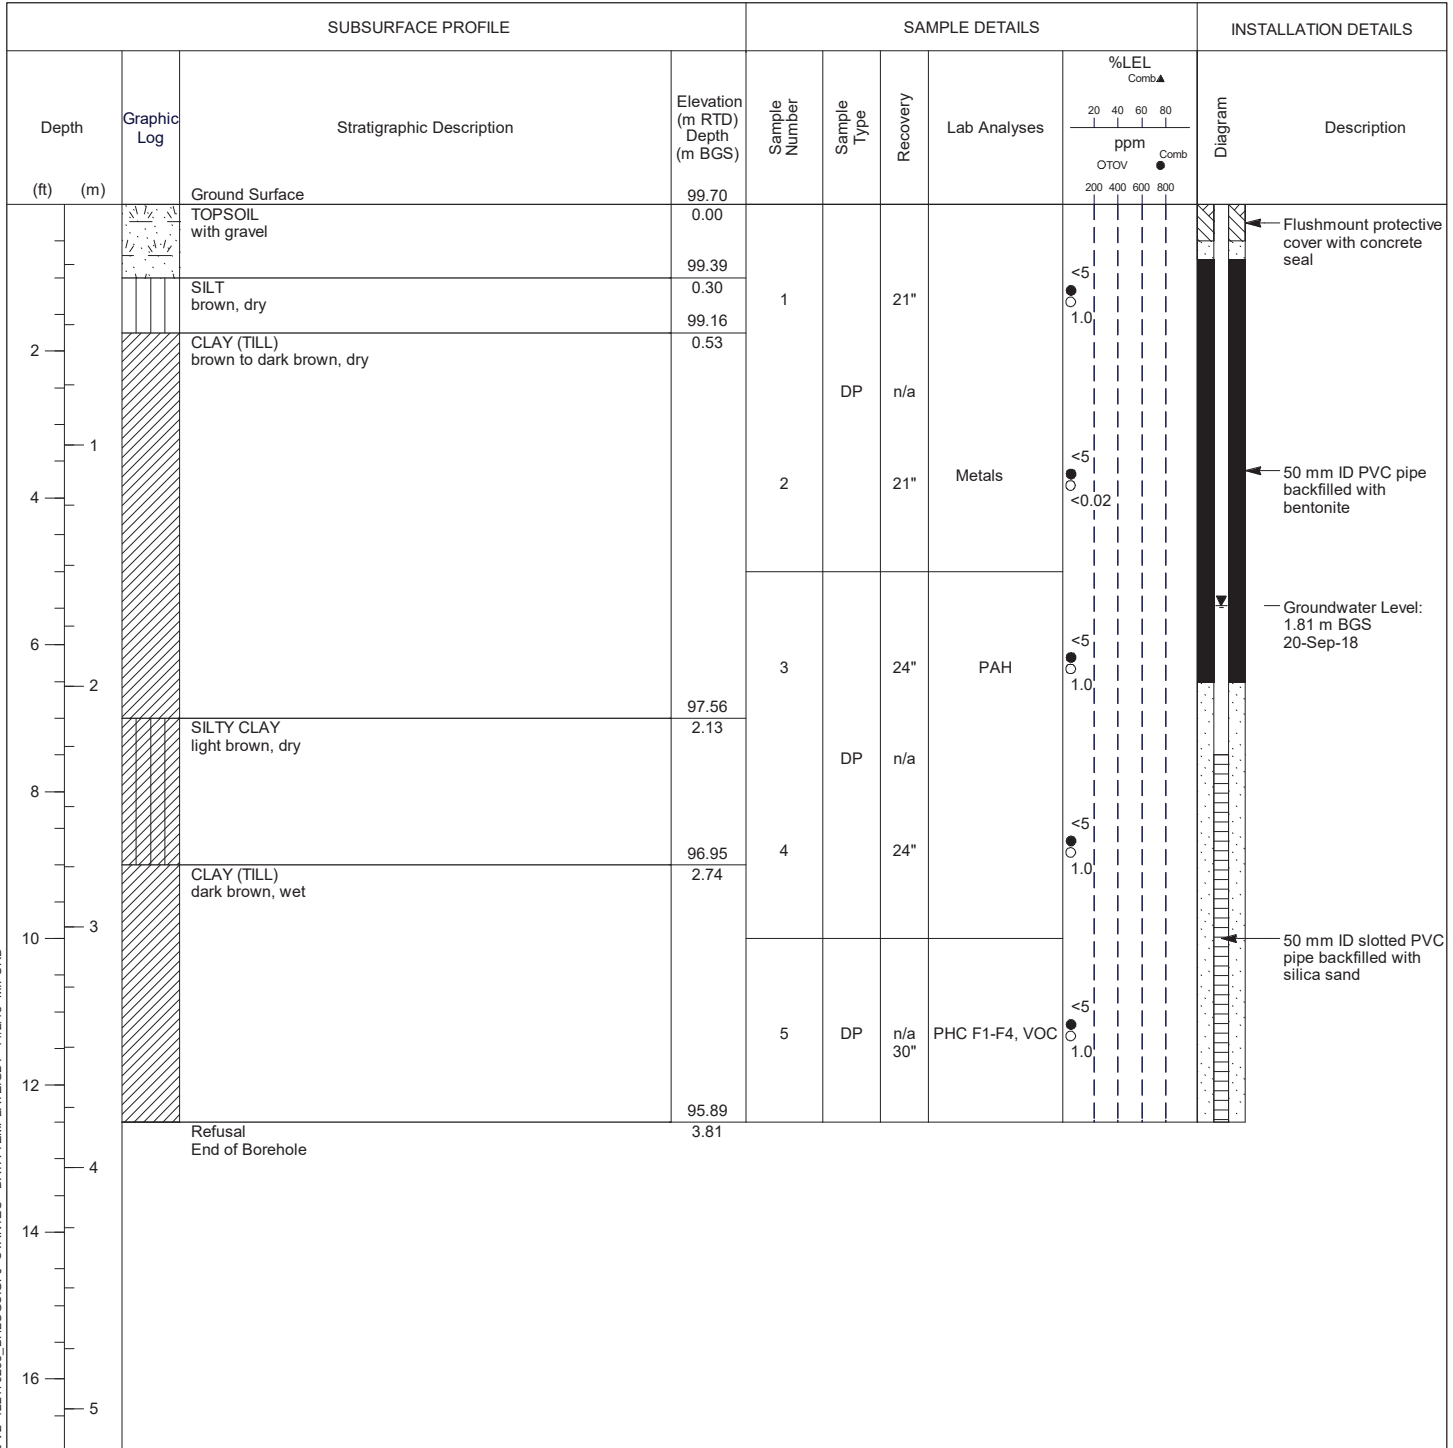 SUBSURFACE PROFILE
SAMPLE DETAILS
INSTALLATION DETAILS
Depth
(ft) (m)
Graphic
Log
Stratigraphic Description
Elevation
(m RTD)
Depth
(m BGS)
Sample
Number
Sample
Type
Recovery
Lab Analyses
%LEL
Comb▲
20 40 60 80
ppm
OTOV ● Comb
200 400 600 800
Diagram
Description
Ground Surface 99.70
TOPSOIL 0.00
with gravel
99.39
SILT 0.30
brown, dry
99.16
CLAY (TILL) 0.53
brown to dark brown, dry
97.56
SILTY CLAY 2.13
light brown, dry
96.95
CLAY (TILL) 2.74
dark brown, wet
95.89
Refusal 3.81
End of Borehole
2
4
6
8
10
12
14
16
1
2
3
4
5
1 21"
DP n/a
2 21" Metals
3 24" PAH
DP n/a
4 24"
5 DP n/a PHC F1-F4, VOC
30"
<5
1.0
<5
<0.02
<5
1.0
<5
1.0
<5
1.0
Flushmount protective
cover with concrete
seal
50 mm ID PVC pipe
backfilled with
bentonite
Groundwater Level:
1.81 m BGS
20-Sep-18
50 mm ID slotted PVC
pipe backfilled with
silica sand